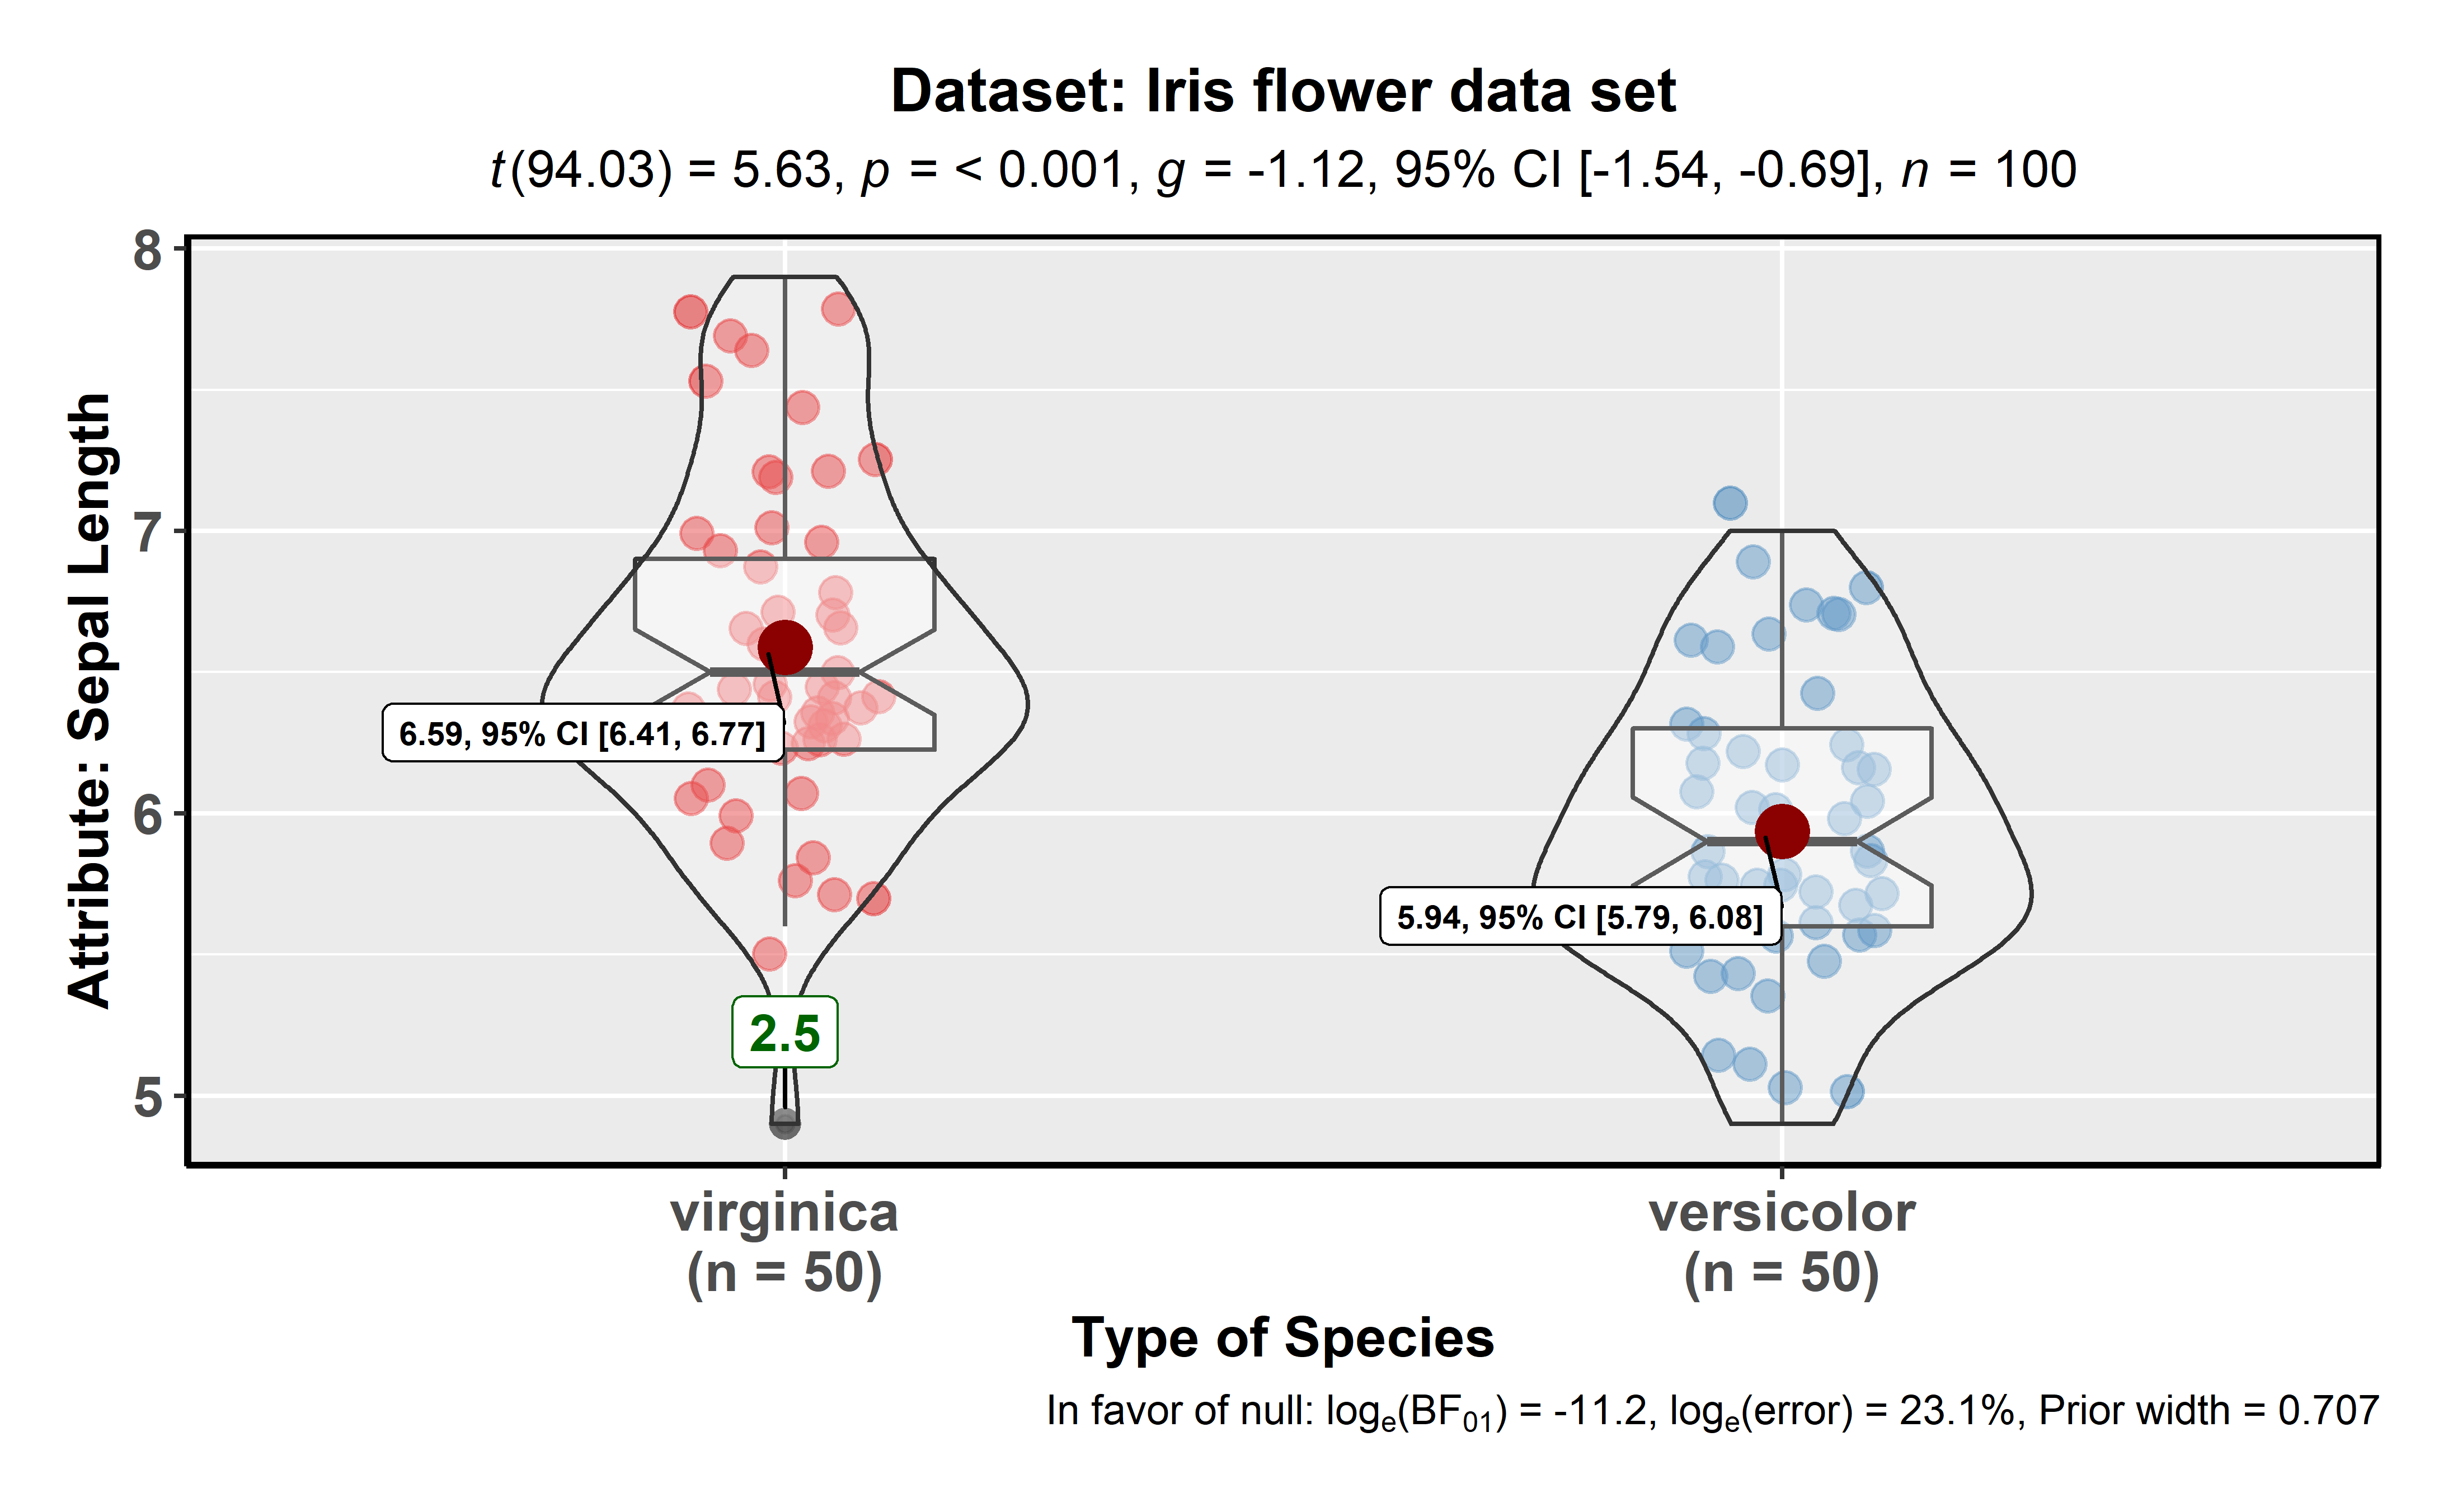 Dataset: Iris flower data set
t(94.03) = 5.63, p = < 0.001, g = -1.12, 95% CI [-1.54, -0.69], n = 100
Attribute: Sepal Length
8
7
6
5
6.59, 95% CI [6.41, 6.77]
5.94, 95% CI [5.79, 6.08]
2.5
virginica
(n = 50)
versicolor
(n = 50)
Type of Species
In favor of null: logₑ(BF₀₁) = -11.2, logₑ(error) = 23.1%, Prior width = 0.707